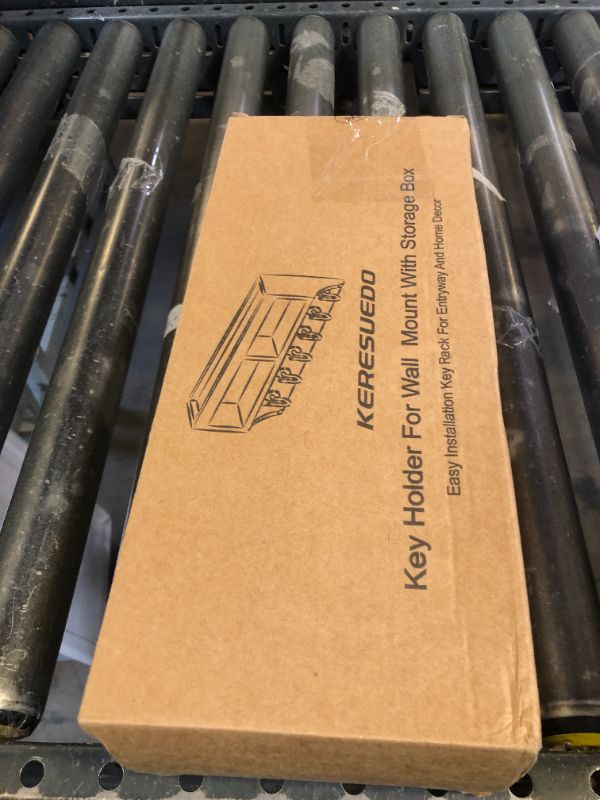 KERESUEDO
Key Holder For Wall Mount With Storage Box
Easy Installation Key Rack For Entryway And Home Decor